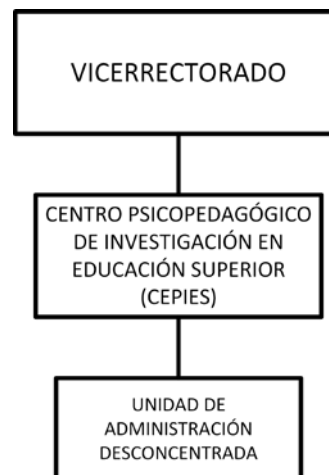 VICERRECTORADO
CENTRO PSICOPEDAGÓGICO
DE INVESTIGACIÓN EN
EDUCACIÓN SUPERIOR
(CEPIES)
UNIDAD DE
ADMINISTRACIÓN
DESCONCENTRADA